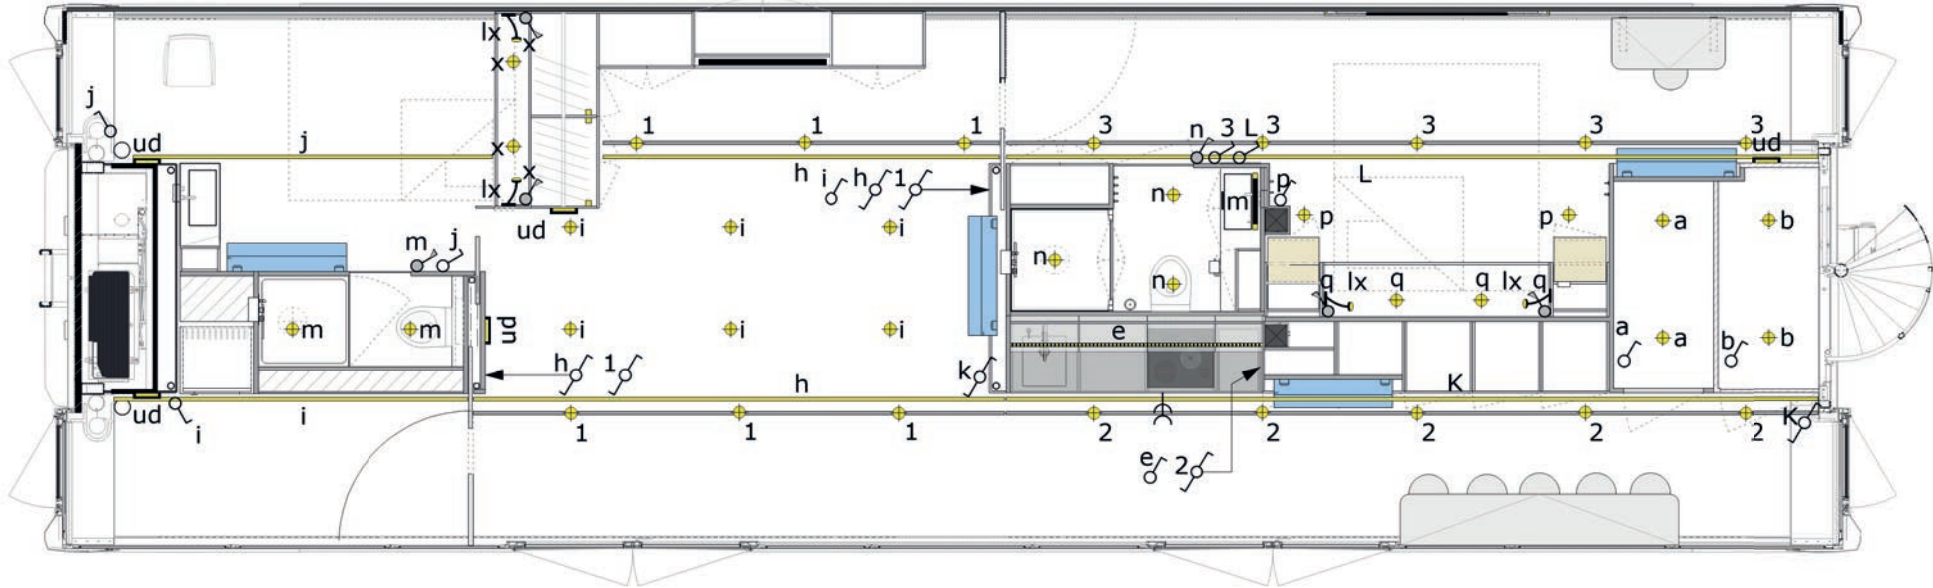 lx x
x
j 1 1 1 3 n 3 L 3 3 3 3
ud j x ud
lx x h i h 1 n lm p L
ud i i i p p a b
m j n n
q lx q q lx q
m m ud i i i e a a b b
h 1 k h K
ud i 1 1 1 2 2 2 2 2 K
e 2